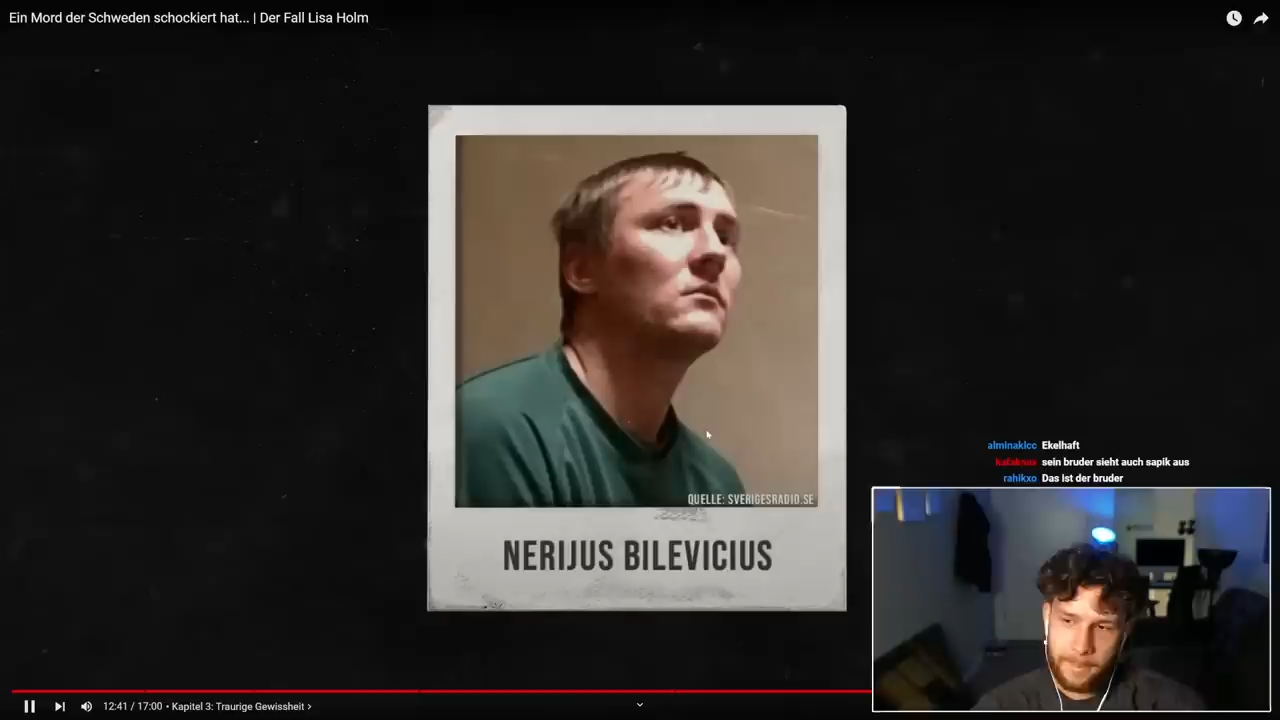 Ein Mord der Schweden schockiert hat... | Der Fall Lisa Holm
QUELLE: SVERIGESRADIO.SE
NERIJUS BILEVICIUS
alminaklcc Ekelhaft
sein bruder sieht auch sapik aus
rahikxo Das ist der bruder
12:41 / 17:00 • Kapitel 3: Traurige Gewissheit ›